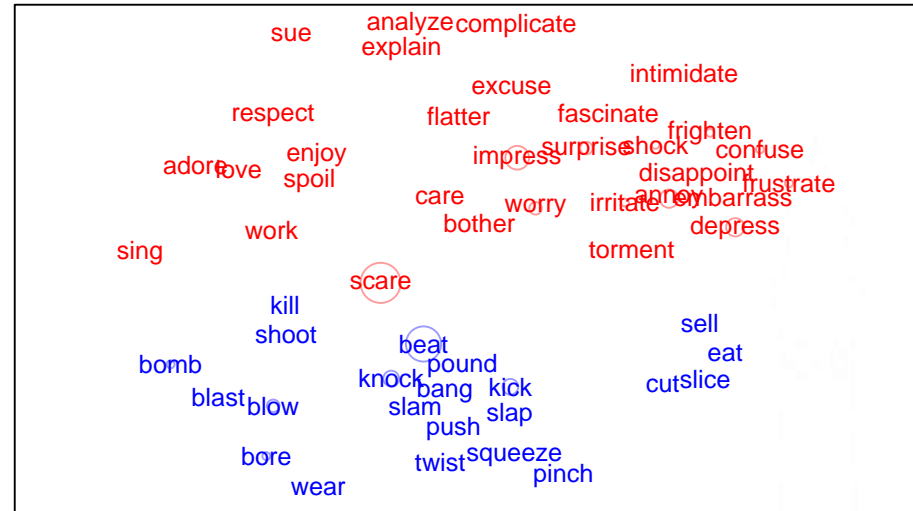 analyze complicate
sue
explain
intimidate
excuse
respect flatter fascinate
frighten
impress surprise shock confuse
enjoy
adore love disappoint
spoil frustrate
care annoy embarrass
worry irritate
bother depress
work
sing torment
scare
kill
sell
shoot
beat eat
bomb pound
knock bang kick cut slice
blast
blow slam slap
push
bore twist squeeze
pinch
wear